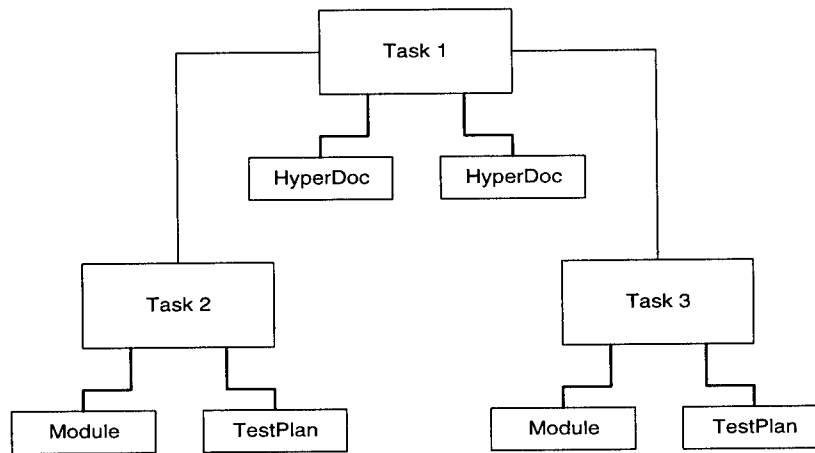 Task 1
HyperDoc
HyperDoc
Task 2
Task 3
Module
TestPlan
Module
TestPlan